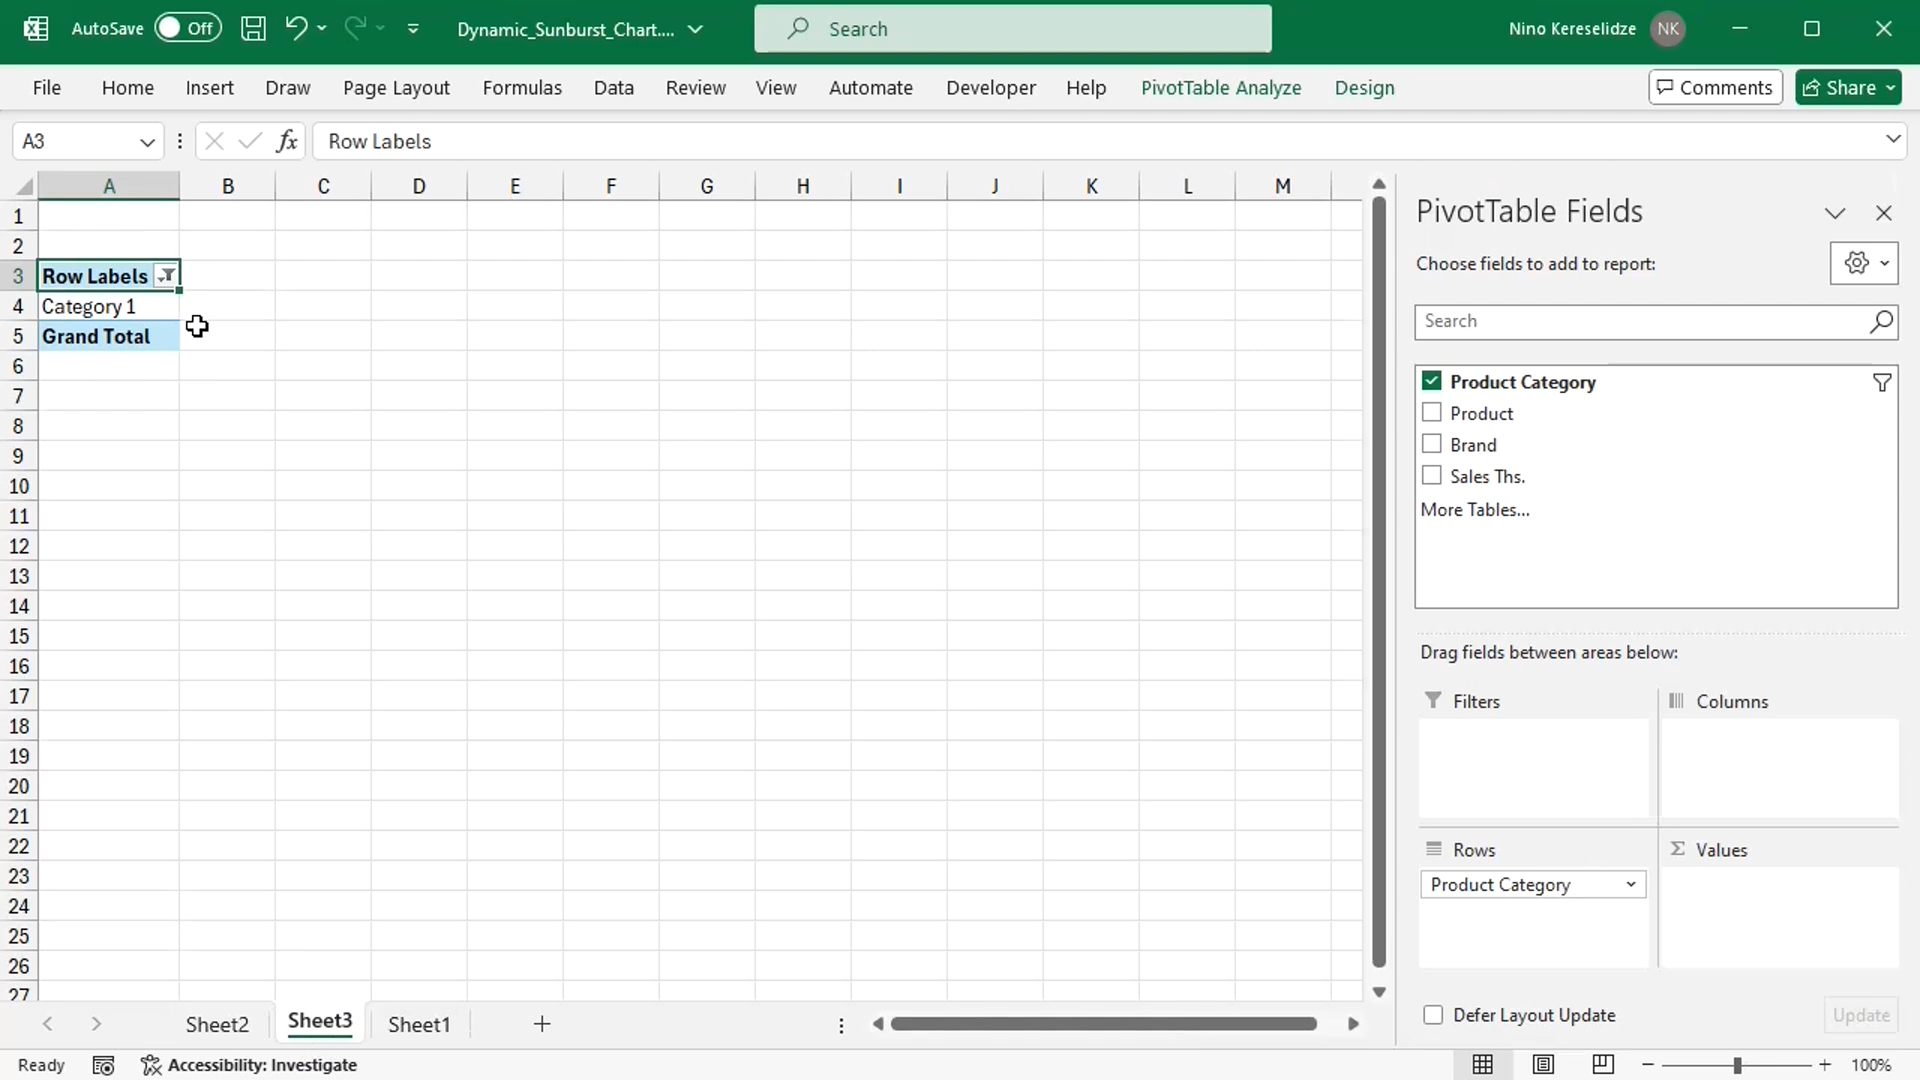 AutoSave Off Dynamic_Sunburst_Chart.... Search Nino Kereselidze NK
File Home Insert Draw Page Layout Formulas Data Review View Automate Developer Help PivotTable Analyze Design Comments Share
A3 fx Row Labels
A B C D E F G H I J K L M
1
2
3 Row Labels
4 Category 1
5 Grand Total
6
7
8
9
10
11
12
13
14
15
16
17
18
19
20
21
22
23
24
25
26
27
PivotTable Fields
Choose fields to add to report:
Search
Product Category
Product
Brand
Sales Ths.
More Tables...
Drag fields between areas below:
Filters Columns
Rows Σ Values
Product Category
Defer Layout Update Update
Sheet2 Sheet3 Sheet1
Ready Accessibility: Investigate 100%